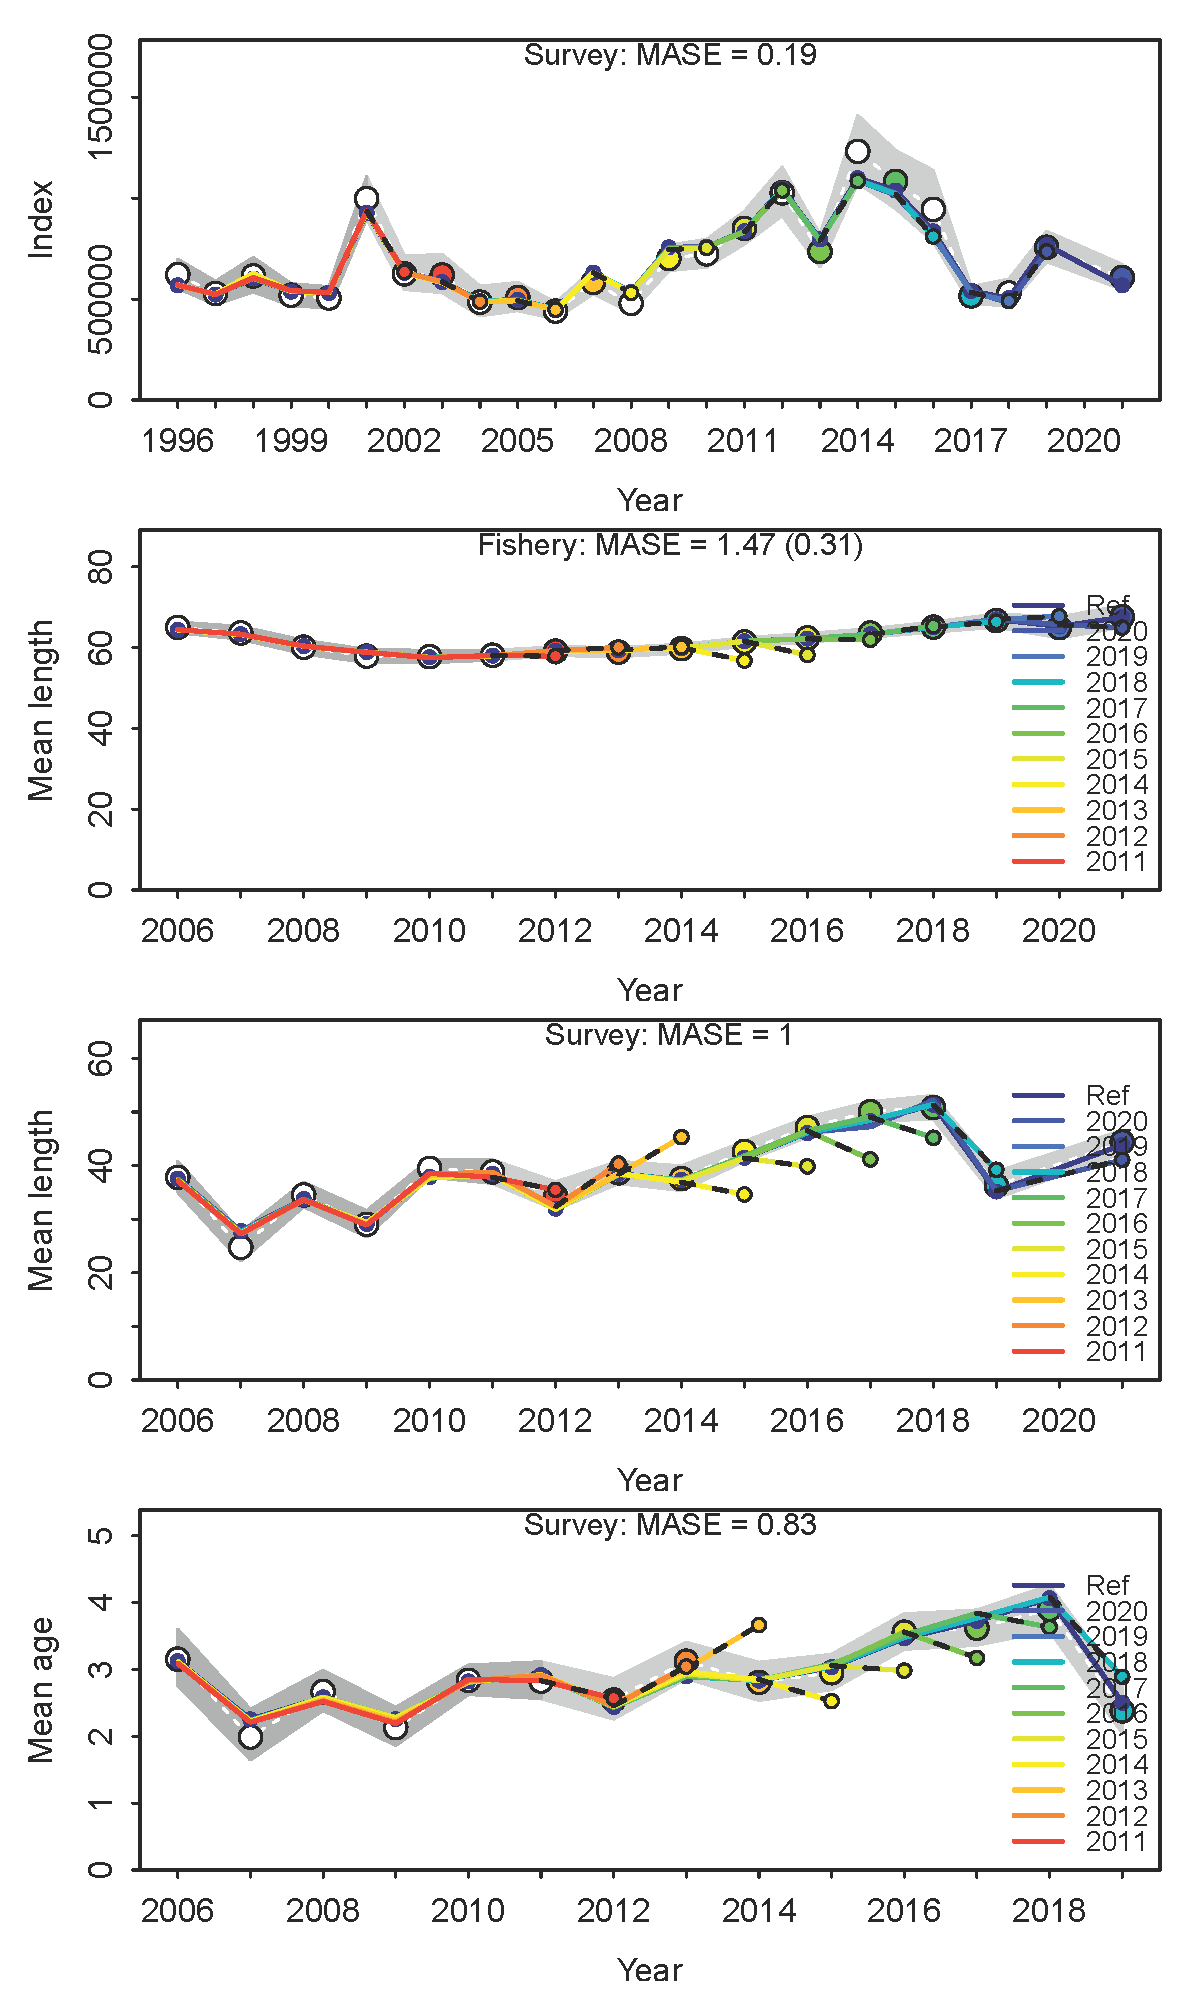 Survey: MASE = 0.19
1500000
500000
0
Index
1996 1999 2002 2005 2008 2011 2014 2017 2020
Year
Fishery: MASE = 1.47 (0.31)
80
60
40
20
0
Mean length
Ref
2020
2019
2018
2017
2016
2015
2014
2013
2012
2011
2006 2008 2010 2012 2014 2016 2018 2020
Year
Survey: MASE = 1
60
40
20
0
Mean length
Ref
2020
2019
2018
2017
2016
2015
2014
2013
2012
2011
2006 2008 2010 2012 2014 2016 2018 2020
Year
Survey: MASE = 0.83
5
4
3
2
1
0
Mean age
Ref
2020
2019
2018
2017
2016
2015
2014
2013
2012
2011
2006 2008 2010 2012 2014 2016 2018
Year